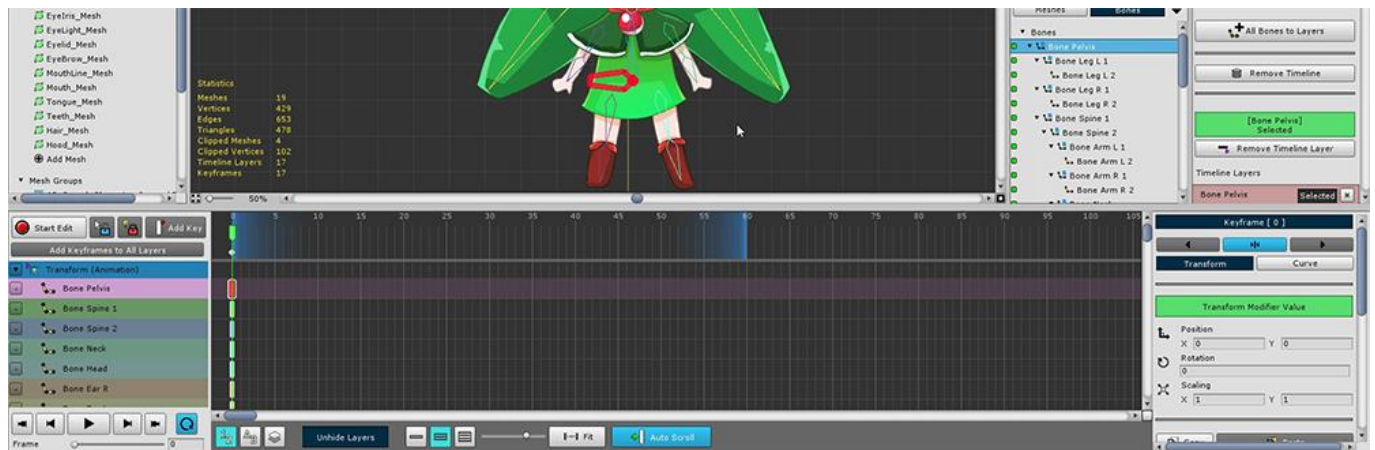 EyeIris_Mesh
EyeLight_Mesh
Eyelid_Mesh
EyeBrow_Mesh
MouthLine_Mesh
Mouth_Mesh
Tongue_Mesh
Teeth_Mesh
Hair_Mesh
Hood_Mesh
Add Mesh
Mesh Groups
Statistics
Meshes 19
Vertices 429
Edges 653
Triangles 478
Clipped Meshes 4
Clipped Vertices 102
Timeline Layers 17
Keyframes 17
50%
Meshes Bones
Bones
Bone Pelvis
Bone Leg L 1
Bone Leg L 2
Bone Leg R 1
Bone Leg R 2
Bone Spine 1
Bone Spine 2
Bone Arm L 1
Bone Arm L 2
Bone Arm R 1
Bone Arm R 2
All Bones to Layers
Remove Timeline
[Bone Pelvis]
Selected
Remove Timeline Layer
Timeline Layers
Bone Pelvis Selected
Start Edit Add Key
Add Keyframes to All Layers
0 5 10 15 20 25 30 35 40 45 50 55 60 65 70 75 80 85 90 95 100 105
Transform (Animation)
Bone Pelvis
Bone Spine 1
Bone Spine 2
Bone Neck
Bone Head
Bone Ear R
Frame 0
Unhide Layers Fit Auto Scroll
Keyframe [ 0 ]
Transform Curve
Transform Modifier Value
Position
X 0 Y 0
Rotation
0
Scaling
X 1 Y 1